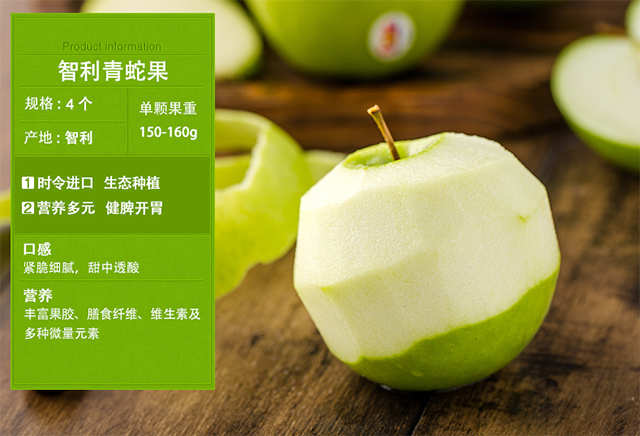 Product information
智利青蛇果
规格：4 个
产地：智利
单颗果重
150-160g
1 时令进口 生态种植
2 营养多元 健脾开胃
口感
紧脆细腻，甜中透酸
营养
丰富果胶、膳食纤维、维生素及
多种微量元素